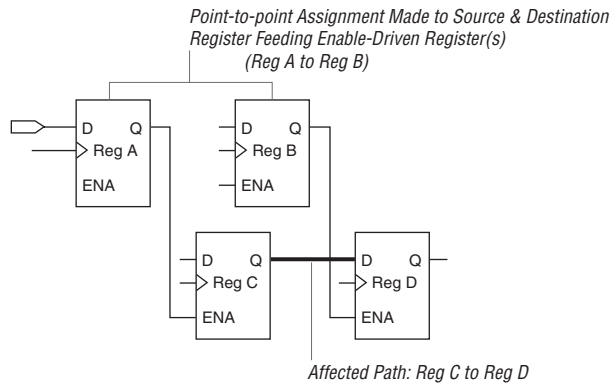 Point-to-point Assignment Made to Source & Destination
Register Feeding Enable-Driven Register(s)
(Reg A to Reg B)
D Q
Reg A
ENA
D Q
Reg B
ENA
D Q
Reg C
ENA
D Q
Reg D
ENA
Affected Path: Reg C to Reg D